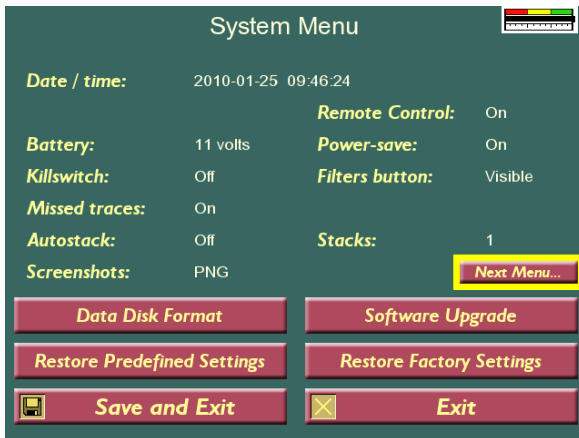 System Menu
Date / time: 2010-01-25 09:46:24
Remote Control: On
Battery: 11 volts Power-save: On
Killswitch: Off Filters button: Visible
Missed traces: On
Autostack: Off Stacks: 1
Screenshots: PNG Next Menu...
Data Disk Format Software Upgrade
Restore Predefined Settings Restore Factory Settings
Save and Exit Exit